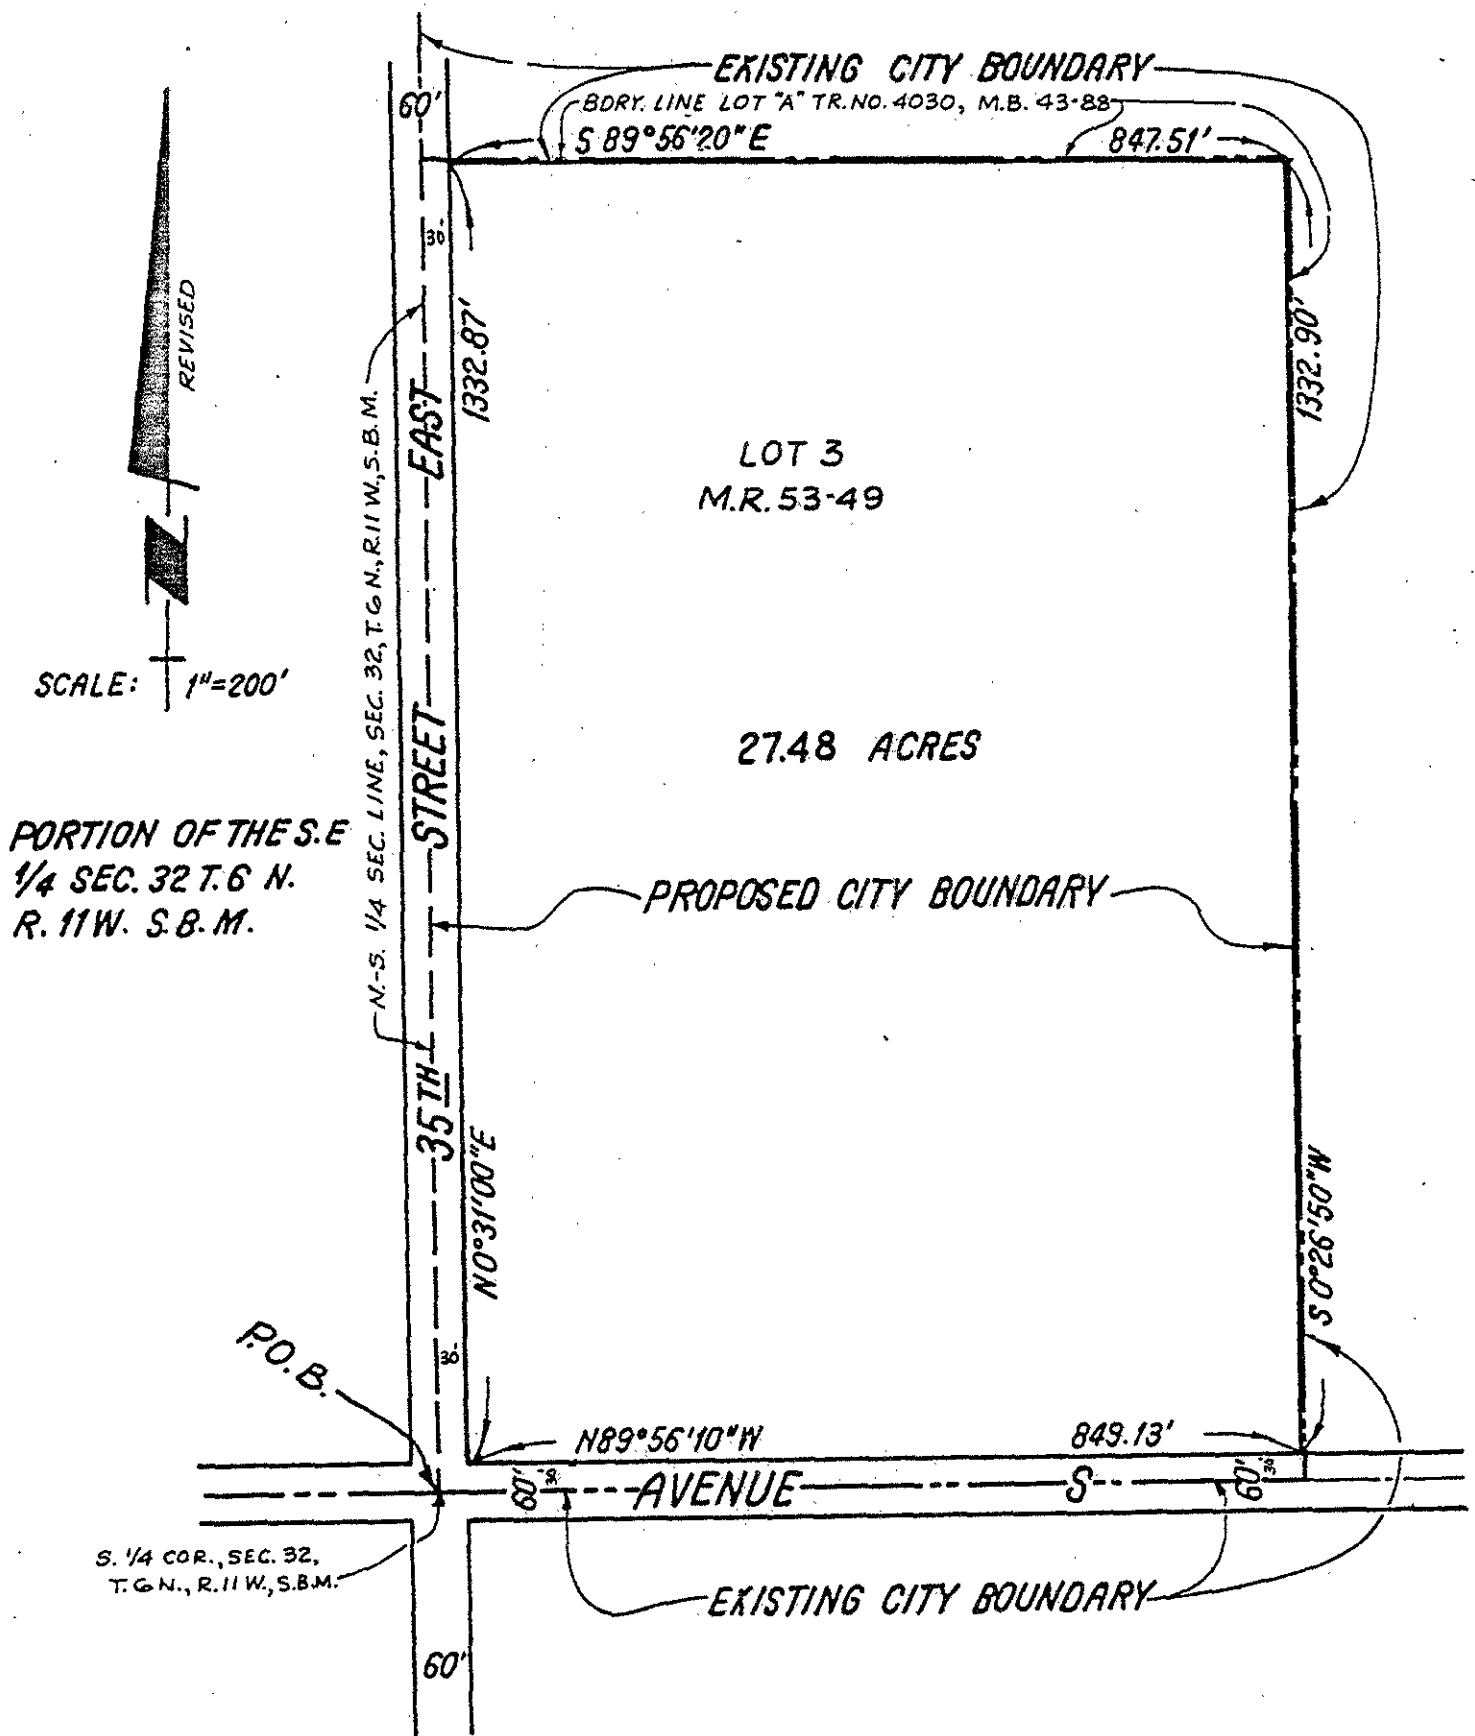 EXISTING CITY BOUNDARY
60'
BDRY. LINE LOT "A" TR. NO. 4030, M.B. 43-88
S 89°56'20" E
847.51'
30'
REVISED
1332.87'
1332.90'
N.-S. 1/4 SEC. LINE, SEC. 32, T. 6 N., R. 11 W., S.B.M.
LOT 3
M.R. 53-49
SCALE: 1"=200'
27.48 ACRES
35TH STREET EAST
PORTION OF THE S.E
1/4 SEC. 32 T. 6 N.
R. 11 W. S.B.M.
PROPOSED CITY BOUNDARY
N 0°31'00" E
S 0°26'50" W
P.O.B.
30'
N89°56'10" W
849.13'
60'
30'
AVENUE S
60'
30'
S. 1/4 COR., SEC. 32,
T. 6 N., R. 11 W., S.B.M.
EXISTING CITY BOUNDARY
60'